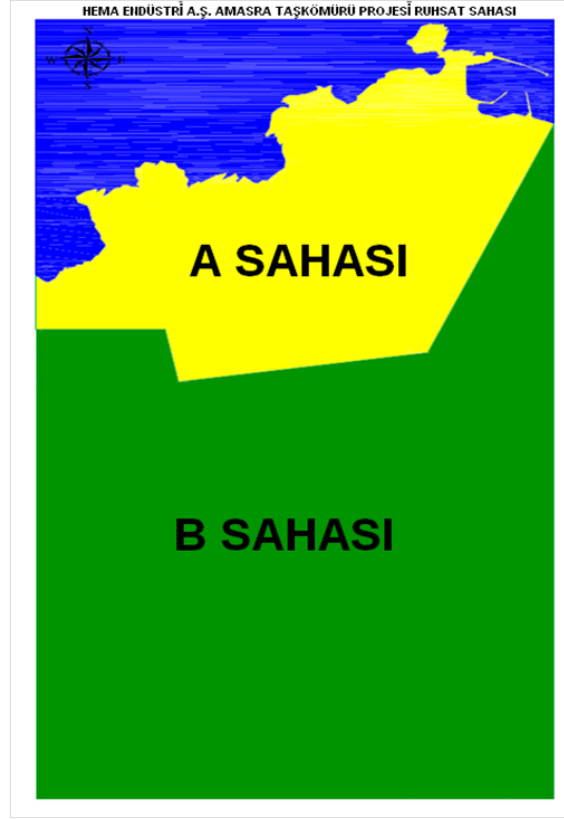 HEMA ENDÜSTRİ A.Ş. AMASRA TAŞKÖMÜRÜ PROJESİ RUHSAT SAHASI
N
W E
S
A SAHASI
B SAHASI